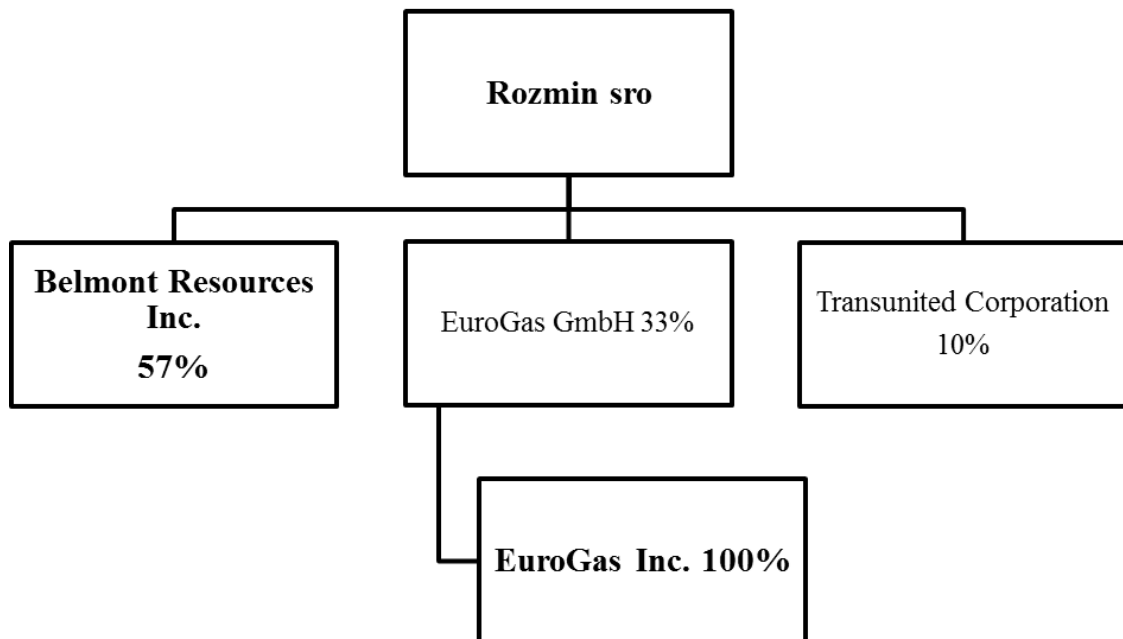 Rozmin sro
Belmont Resources
Inc.
57%
EuroGas GmbH 33%
Transunited Corporation
10%
EuroGas Inc. 100%